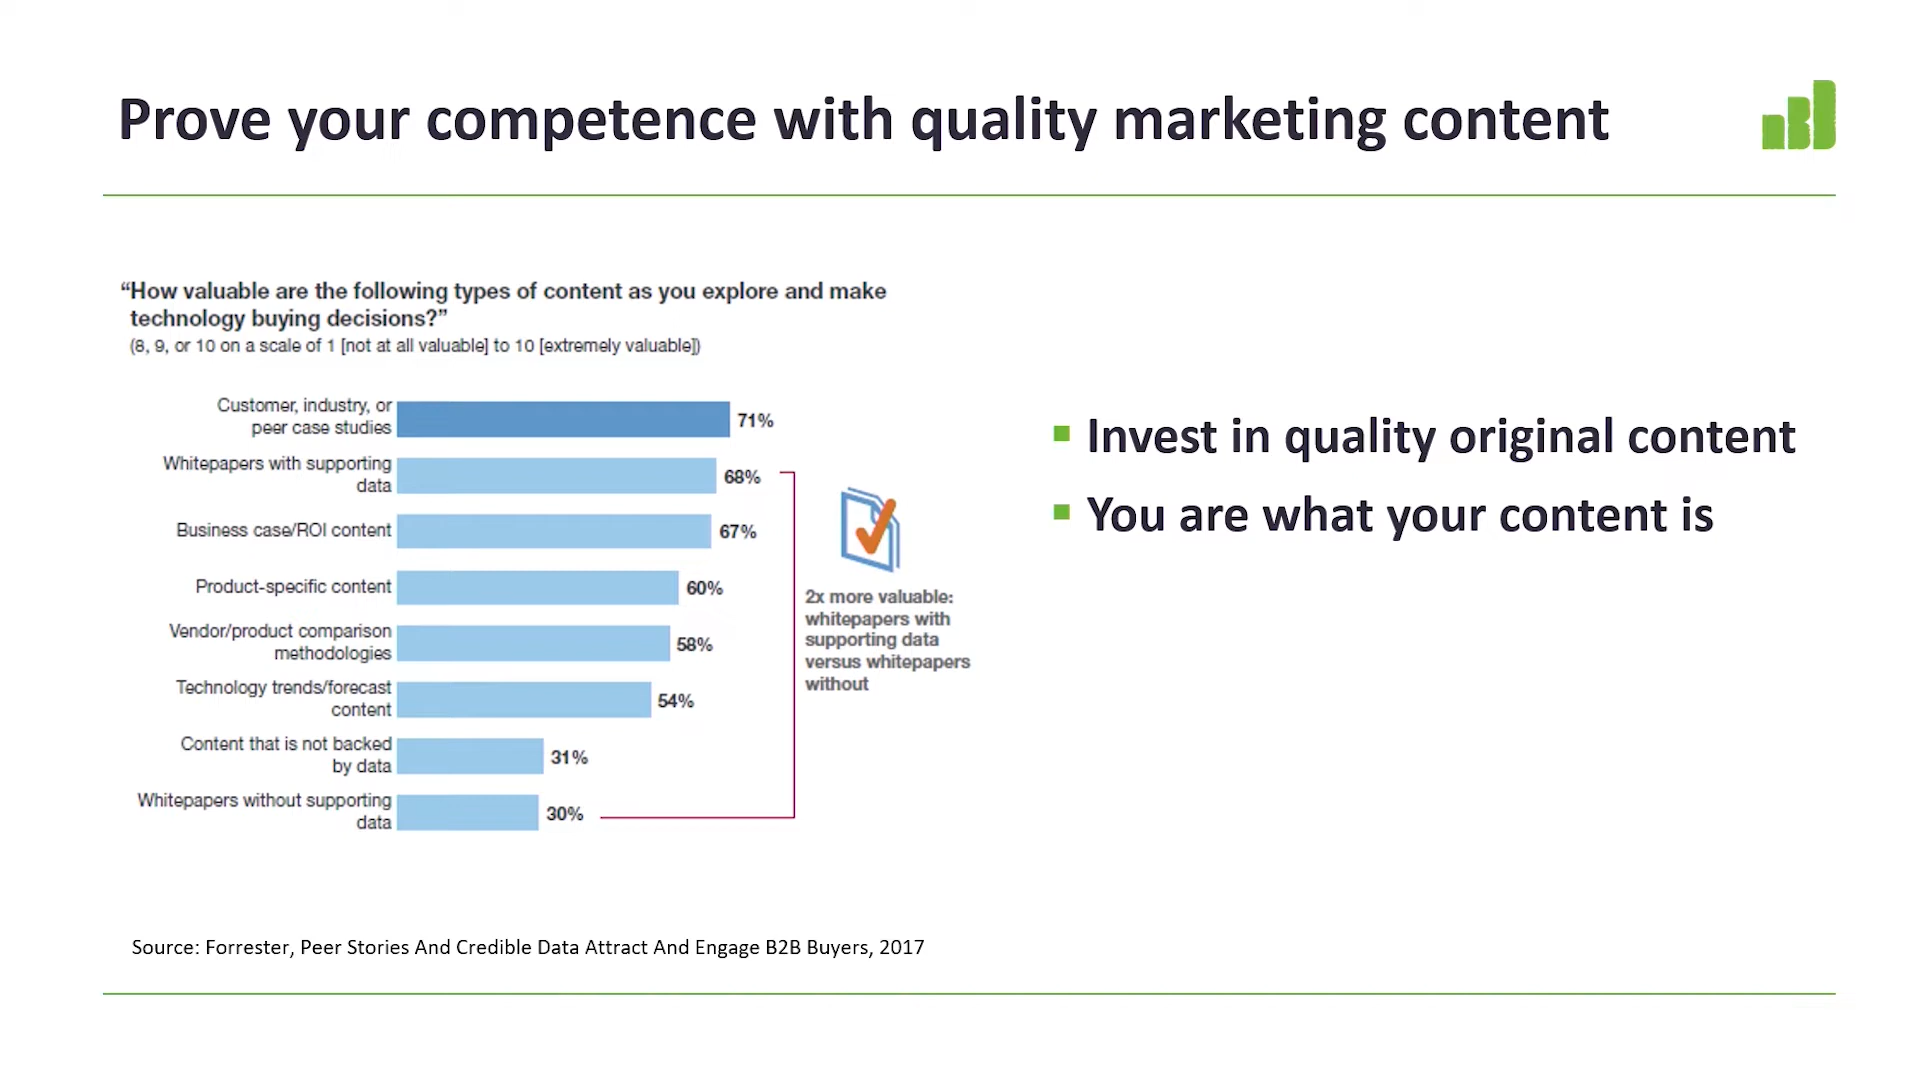 Prove your competence with quality marketing content
“How valuable are the following types of content as you explore and make
technology buying decisions?”
(8, 9, or 10 on a scale of 1 [not at all valuable] to 10 [extremely valuable])
Customer, industry, or
peer case studies
71%
Whitepapers with supporting
data
68%
Business case/ROI content
67%
Product-specific content
60%
Vendor/product comparison
methodologies
58%
Technology trends/forecast
content
54%
Content that is not backed
by data
31%
Whitepapers without supporting
data
30%
2x more valuable:
whitepapers with
supporting data
versus whitepapers
without
Invest in quality original content
You are what your content is
Source: Forrester, Peer Stories And Credible Data Attract And Engage B2B Buyers, 2017